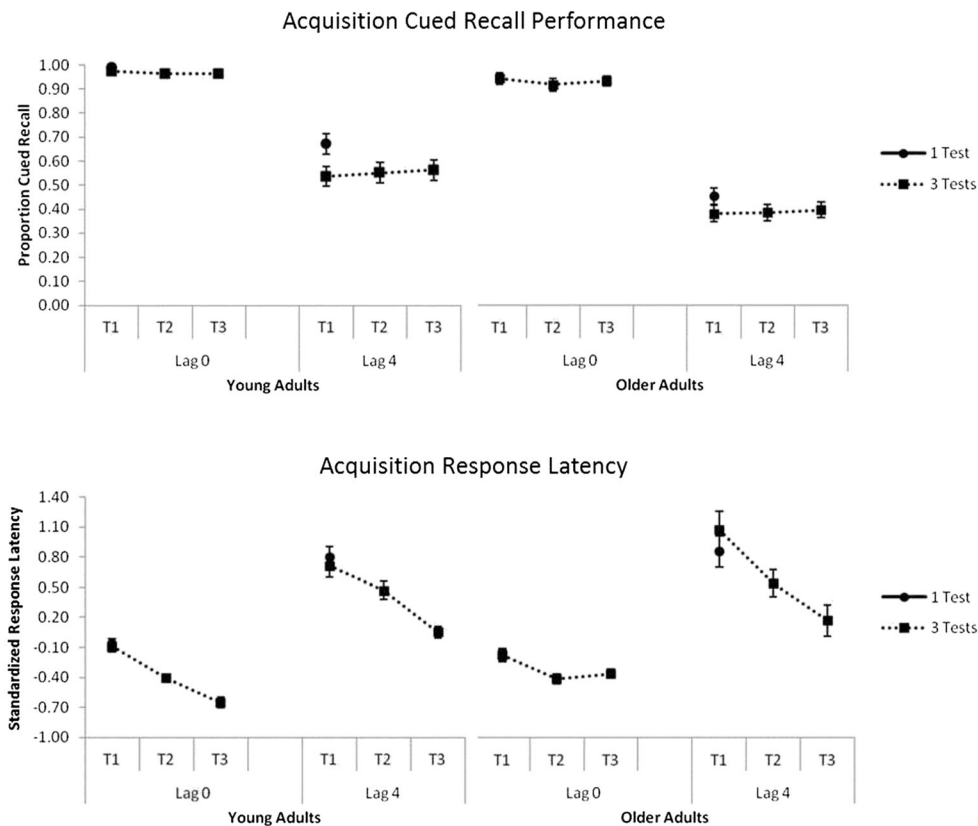 Acquisition Cued Recall Performance
Proportion Cued Recall
1.00
0.90
0.80
0.70
0.60
0.50
0.40
0.30
0.20
0.10
0.00
T1 T2 T3 T1 T2 T3 T1 T2 T3 T1 T2 T3
Lag 0 Lag 4 Lag 0 Lag 4
Young Adults Older Adults
1 Test
3 Tests
Acquisition Response Latency
Standardized Response Latency
1.40
1.10
0.80
0.50
0.20
-0.10
-0.40
-0.70
-1.00
T1 T2 T3 T1 T2 T3 T1 T2 T3 T1 T2 T3
Lag 0 Lag 4 Lag 0 Lag 4
Young Adults Older Adults
1 Test
3 Tests